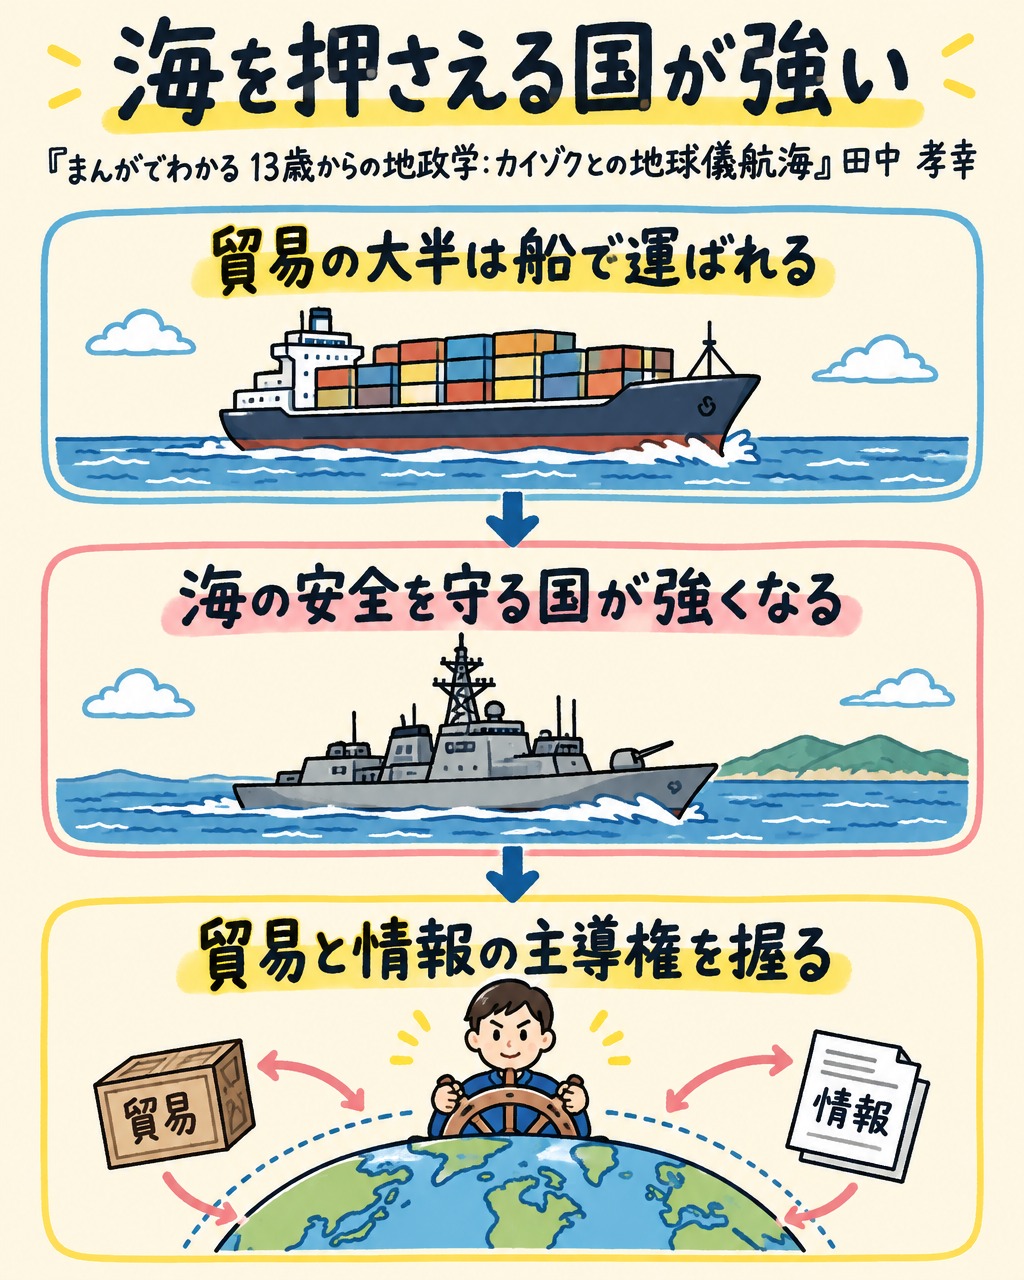 海を押さえる国が強い
『まんがでわかる 13歳からの地政学:カイゾクとの地球儀航海』田中 孝幸
貿易の大半は船で運ばれる
海の安全を守る国が強くなる
貿易と情報の主導権を握る
貿易
情報